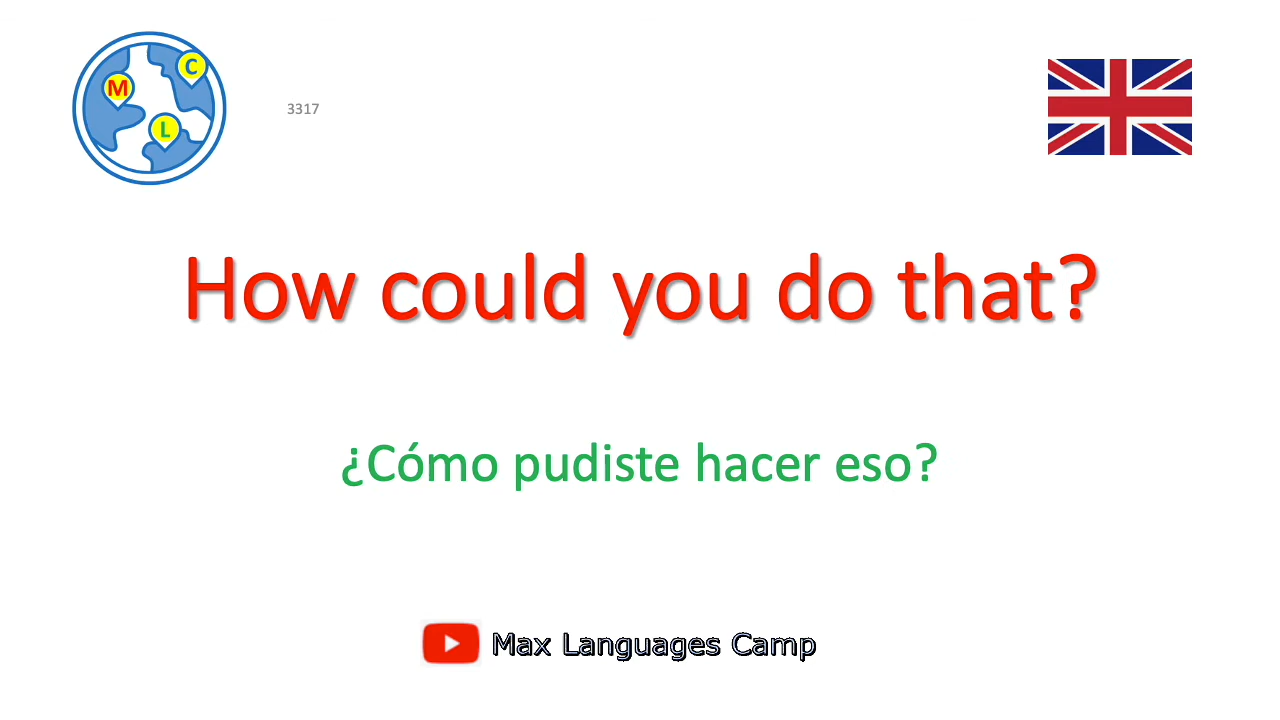 C
M
L
3317
How could you do that?
¿Cómo pudiste hacer eso?
Max Languages Camp